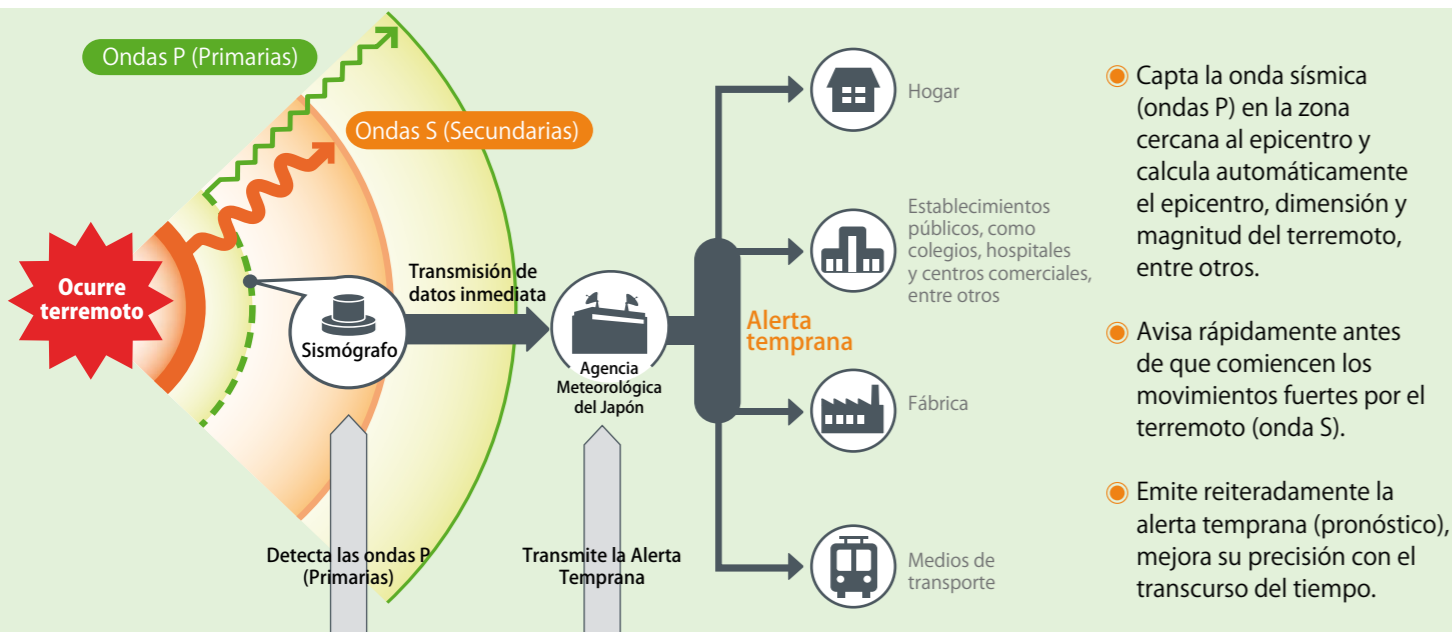 Ondas P (Primarias)
Ondas S (Secundarias)
Ocurre
terremoto
Sismógrafo
Transmisión de
datos inmediata
Agencia
Meteorológica
del Japón
Detecta las ondas P
(Primarias)
Transmite la Alerta
Temprana
Alerta
temprana
Hogar
Establecimientos
públicos, como
colegios, hospitales
y centros comerciales,
entre otros
Fábrica
Medios de
transporte
Capta la onda sísmica
(ondas P) en la zona
cercana al epicentro y
calcula automáticamente
el epicentro, dimensión y
magnitud del terremoto,
entre otros.
Avisa rápidamente antes
de que comiencen los
movimientos fuertes por el
terremoto (onda S).
Emite reiteradamente la
alerta temprana (pronóstico),
mejora su precisión con el
transcurso del tiempo.